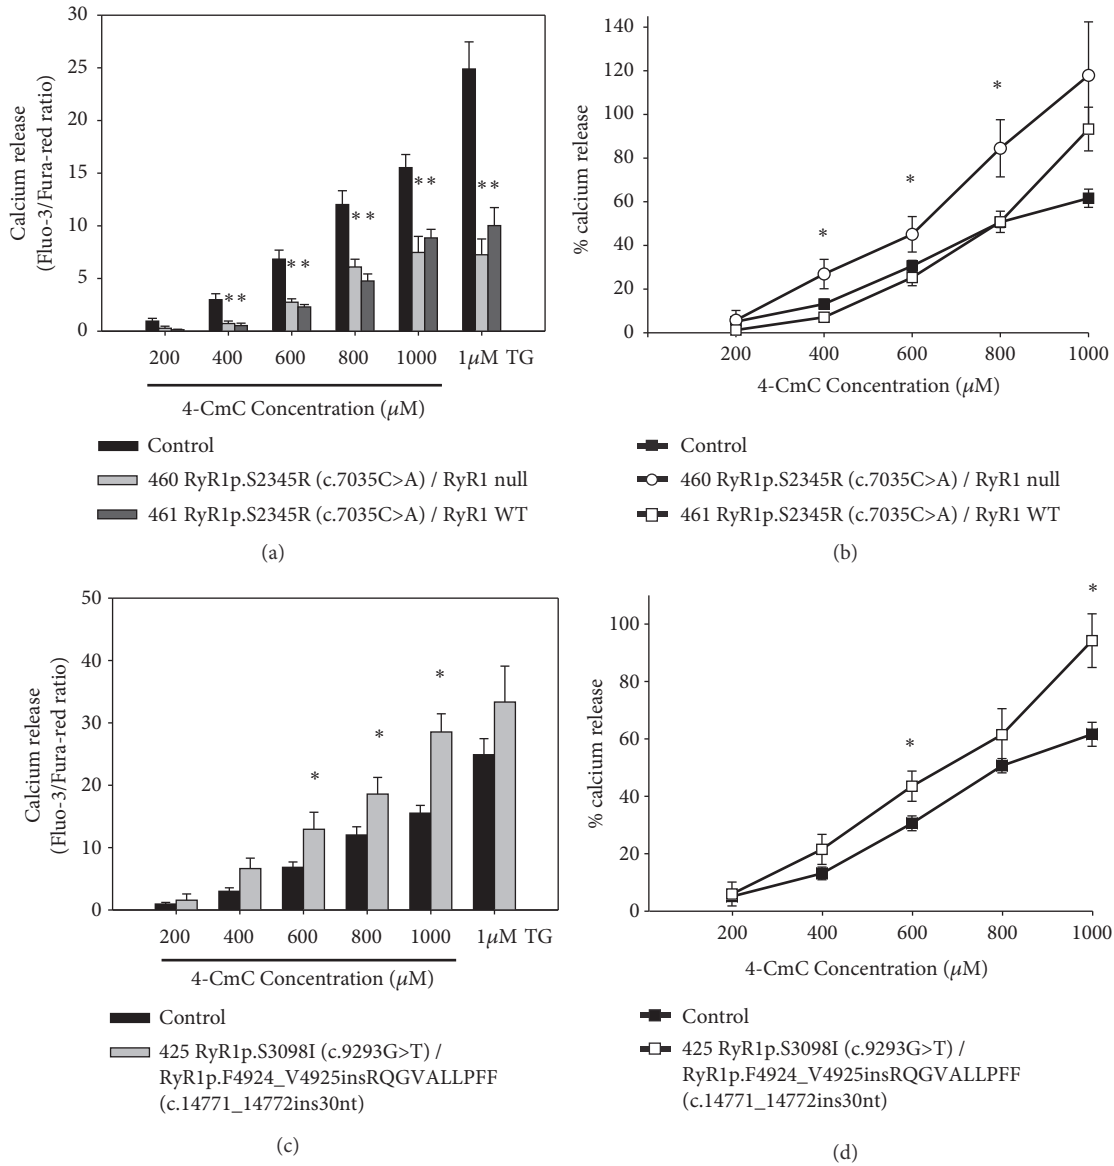 30
25
20
15
10
5
0
Calcium release
(Fluo-3/Fura-red ratio)
** ** ** ** **
200 400 600 800 1000 1μM TG
4-CmC Concentration (μM)
Control
460 RyR1p.S2345R (c.7035C>A) / RyR1 null
461 RyR1p.S2345R (c.7035C>A) / RyR1 WT
(a)
140
120
100
80
60
40
20
0
% calcium release
* * *
200 400 600 800 1000
4-CmC Concentration (μM)
Control
460 RyR1p.S2345R (c.7035C>A) / RyR1 null
461 RyR1p.S2345R (c.7035C>A) / RyR1 WT
(b)
50
40
30
20
10
0
Calcium release
(Fluo-3/Fura-red ratio)
* * *
200 400 600 800 1000 1μM TG
4-CmC Concentration (μM)
Control
425 RyR1p.S3098I (c.9293G>T) /
RyR1p.F4924_V4925insRQGVALLPFF
(c.14771_14772ins30nt)
(c)
100
80
60
40
20
0
% calcium release
* *
200 400 600 800 1000
4-CmC Concentration (μM)
Control
425 RyR1p.S3098I (c.9293G>T) /
RyR1p.F4924_V4925insRQGVALLPFF
(c.14771_14772ins30nt)
(d)